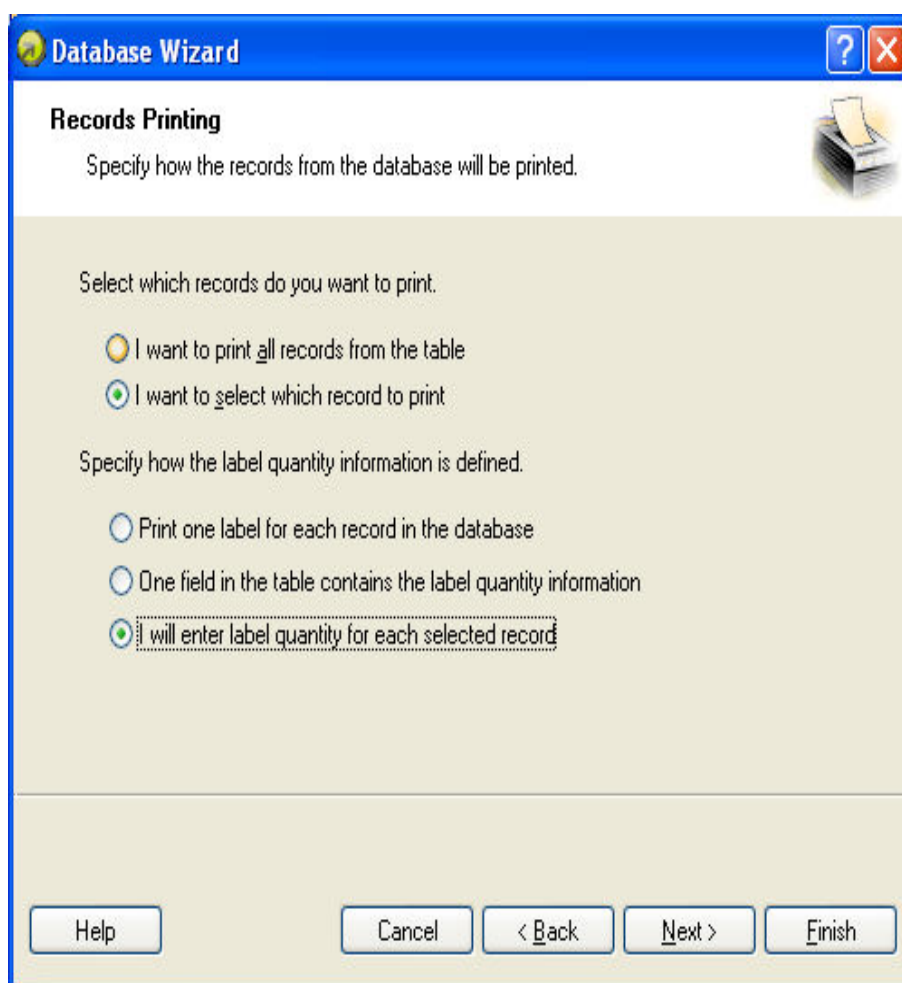 Database Wizard
Records Printing
Specify how the records from the database will be printed.
Select which records do you want to print.
I want to print all records from the table
I want to select which record to print
Specify how the label quantity information is defined.
Print one label for each record in the database
One field in the table contains the label quantity information
I will enter label quantity for each selected record
Help Cancel < Back Next > Finish